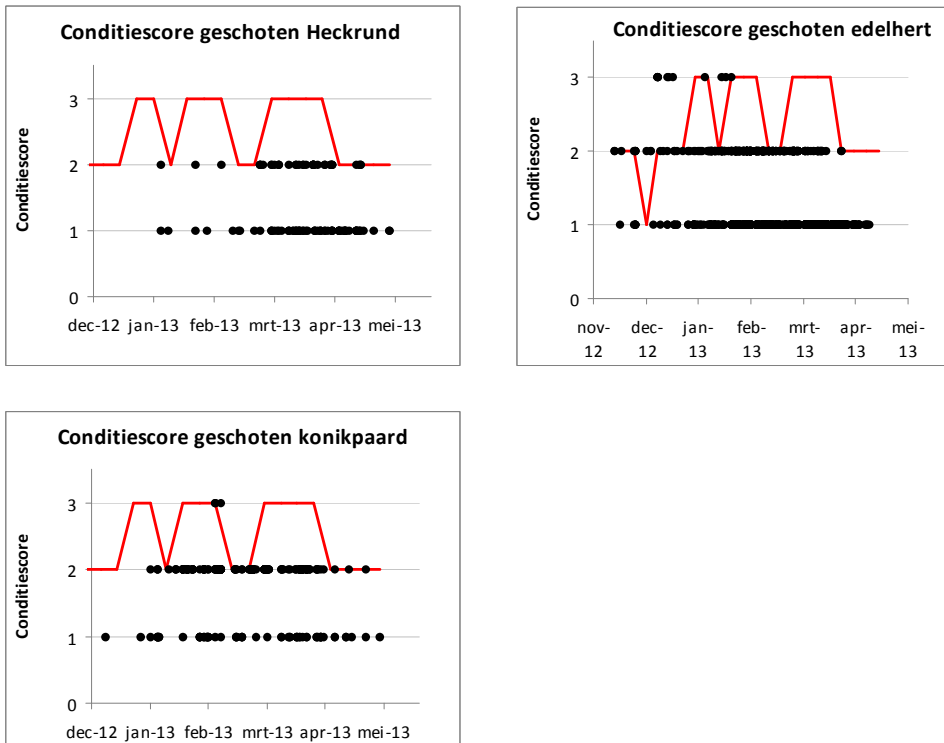 Conditiescore geschoten Heckrund
Conditiescore
3
2
1
0
dec-12 jan-13 feb-13 mrt-13 apr-13 mei-13
Conditiescore geschoten edelhert
Conditiescore
3
2
1
0
nov-12 dec-12 jan-13 feb-13 mrt-13 apr-13 mei-13
Conditiescore geschoten konikpaard
Conditiescore
3
2
1
0
dec-12 jan-13 feb-13 mrt-13 apr-13 mei-13